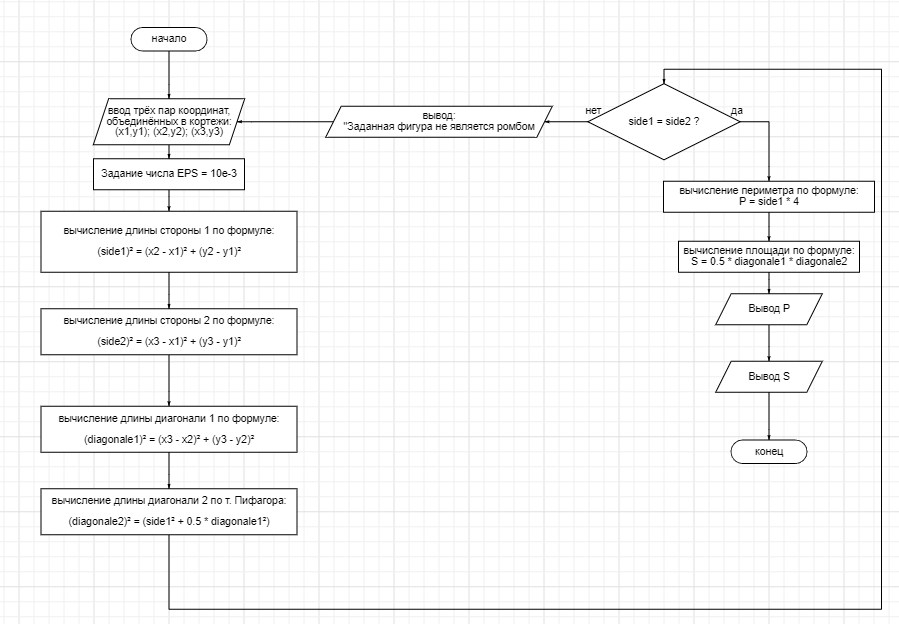 начало
ввод трёх пар координат,
объединённых в кортежи:
(x1,y1); (x2,y2); (x3,y3)
Задание числа EPS = 10e-3
вычисление длины стороны 1 по формуле:
(side1)² = (x2 - x1)² + (y2 - y1)²
вычисление длины стороны 2 по формуле:
(side2)² = (x3 - x1)² + (y3 - y1)²
вычисление длины диагонали 1 по формуле:
(diagonale1)² = (x3 - x2)² + (y3 - y2)²
вычисление длины диагонали 2 по т. Пифагора:
(diagonale2)² = (side1² + 0.5 * diagonale1²)
side1 = side2 ?
нет
вывод:
"Заданная фигура не является ромбом
да
вычисление периметра по формуле:
P = side1 * 4
вычисление площади по формуле:
S = 0.5 * diagonale1 * diagonale2
Вывод P
Вывод S
конец